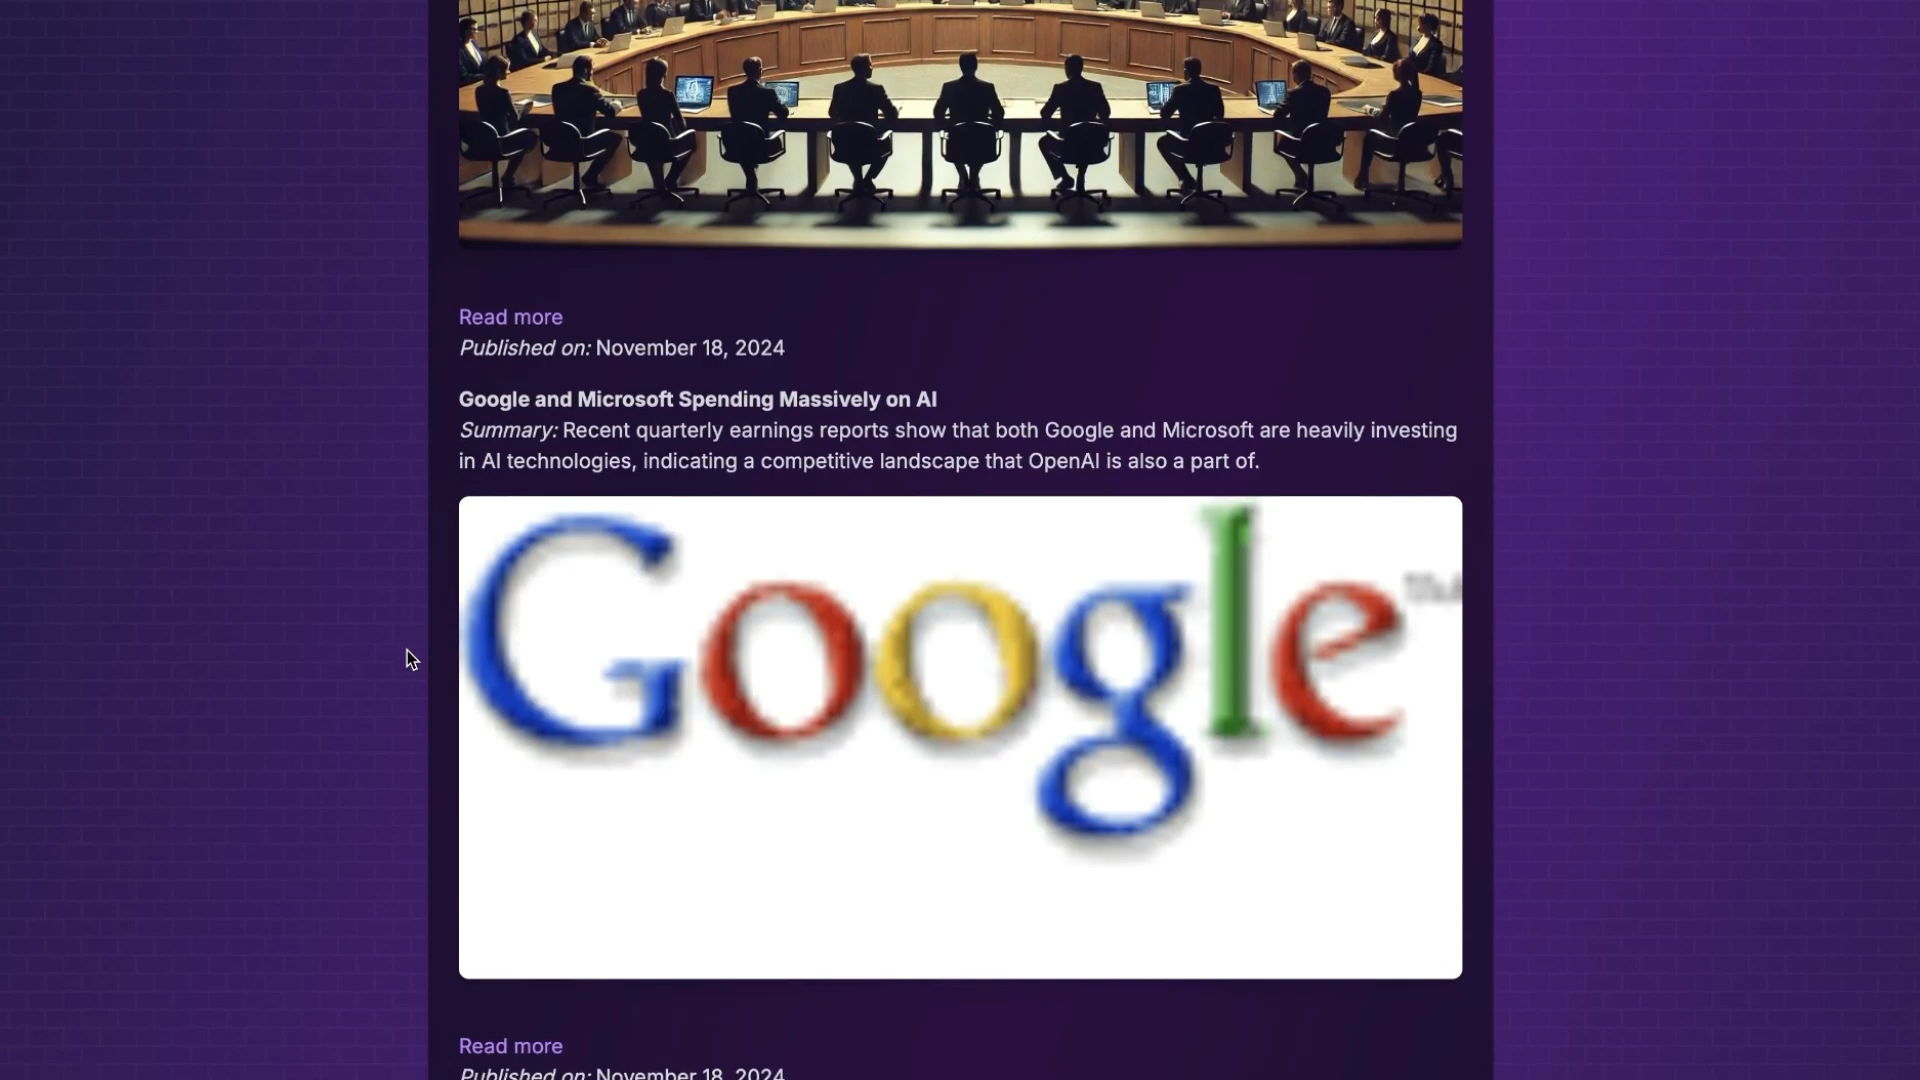 Read more
Published on: November 18, 2024
Google and Microsoft Spending Massively on AI
Summary: Recent quarterly earnings reports show that both Google and Microsoft are heavily investing
in AI technologies, indicating a competitive landscape that OpenAI is also a part of.
Google
Read more
Published on: November 18, 2024